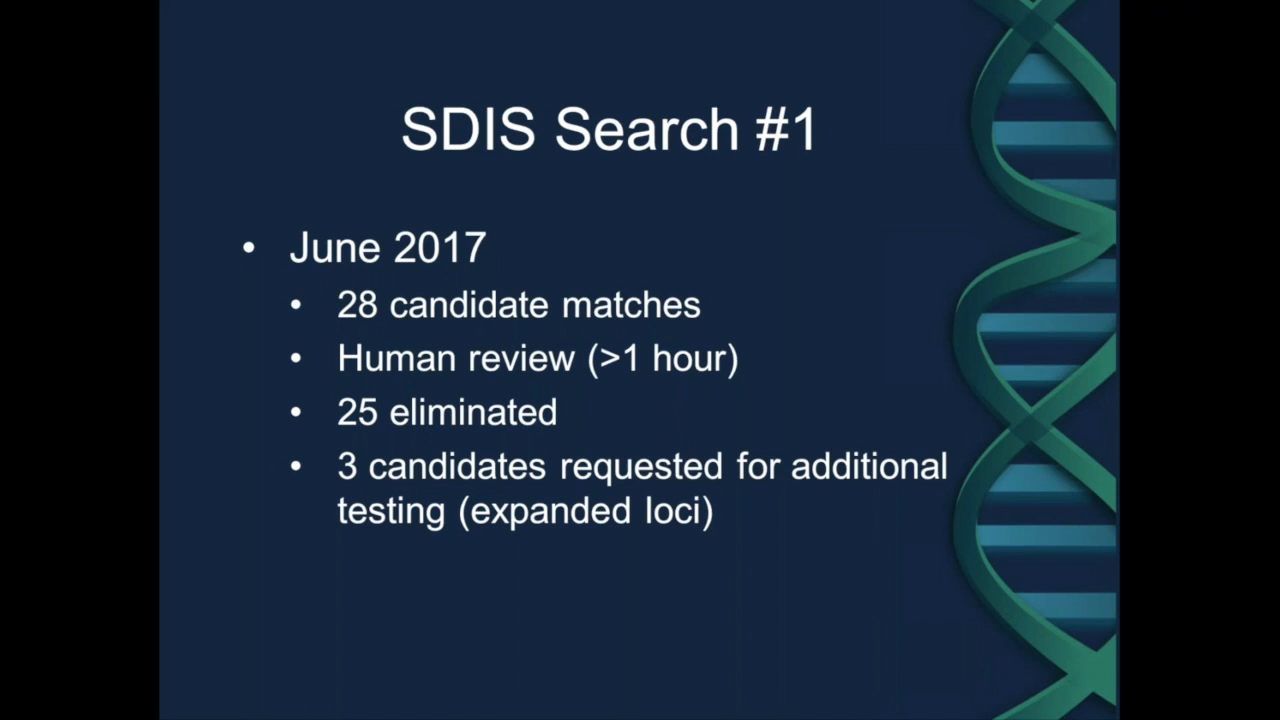 SDIS Search #1
• June 2017
• 28 candidate matches
• Human review (>1 hour)
• 25 eliminated
• 3 candidates requested for additional
testing (expanded loci)